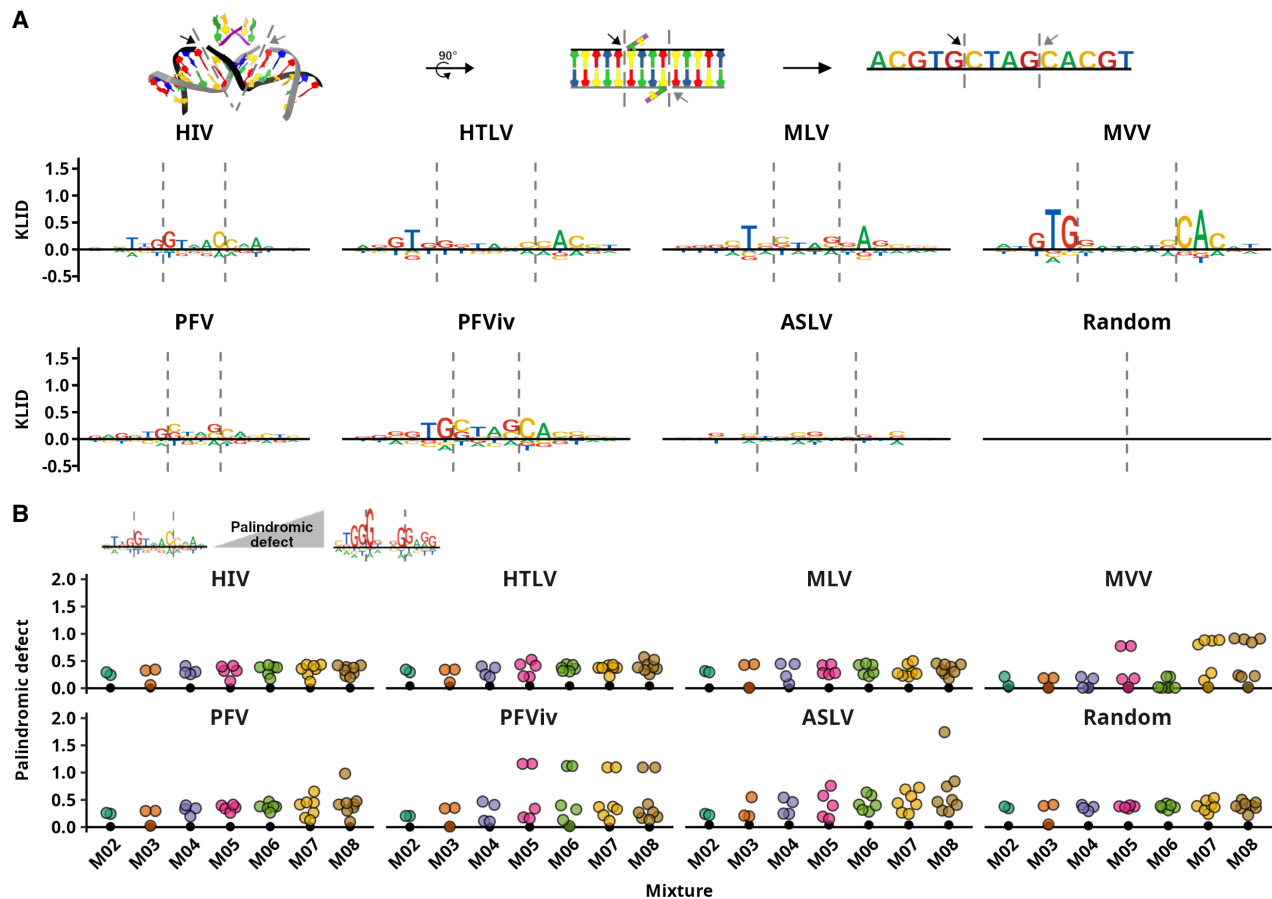 A
90°
ACGTGCTAGCACGT
HIV HTLV MLV MVV
KLID
1.5
1.0
0.5
0.0
-0.5
PFV PFViv ASLV Random
KLID
1.5
1.0
0.5
0.0
-0.5
B
Palindromic
defect
HIV HTLV MLV MVV
Palindromic defect
2.0
1.5
1.0
0.5
0.0
PFV PFViv ASLV Random
2.0
1.5
1.0
0.5
0.0
M02 M03 M04 M05 M06 M07 M08 M02 M03 M04 M05 M06 M07 M08 M02 M03 M04 M05 M06 M07 M08 M02 M03 M04 M05 M06 M07 M08
Mixture